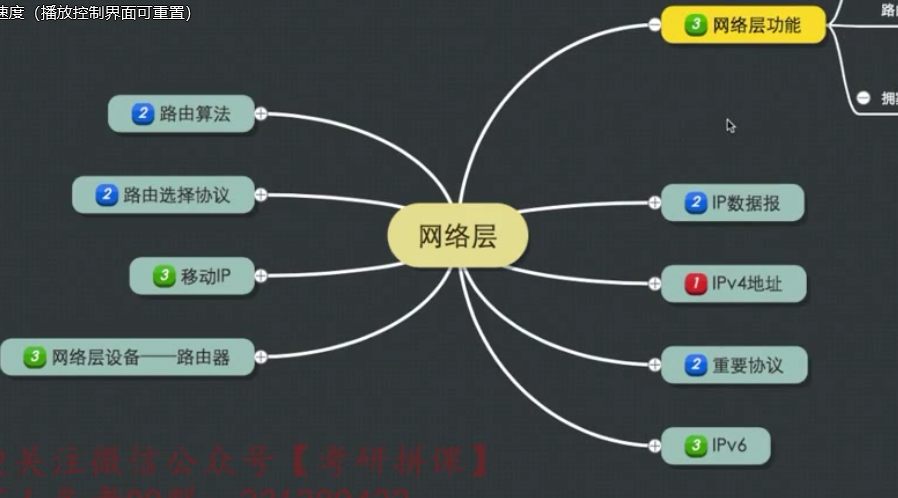 速度（播放控制界面可重置）
3 网络层功能
路
拥
2 路由算法
2 路由选择协议
3 移动IP
3 网络层设备——路由器
网络层
2 IP数据报
1 IPv4地址
2 重要协议
3 IPv6
关注微信公众号【考研拼课】